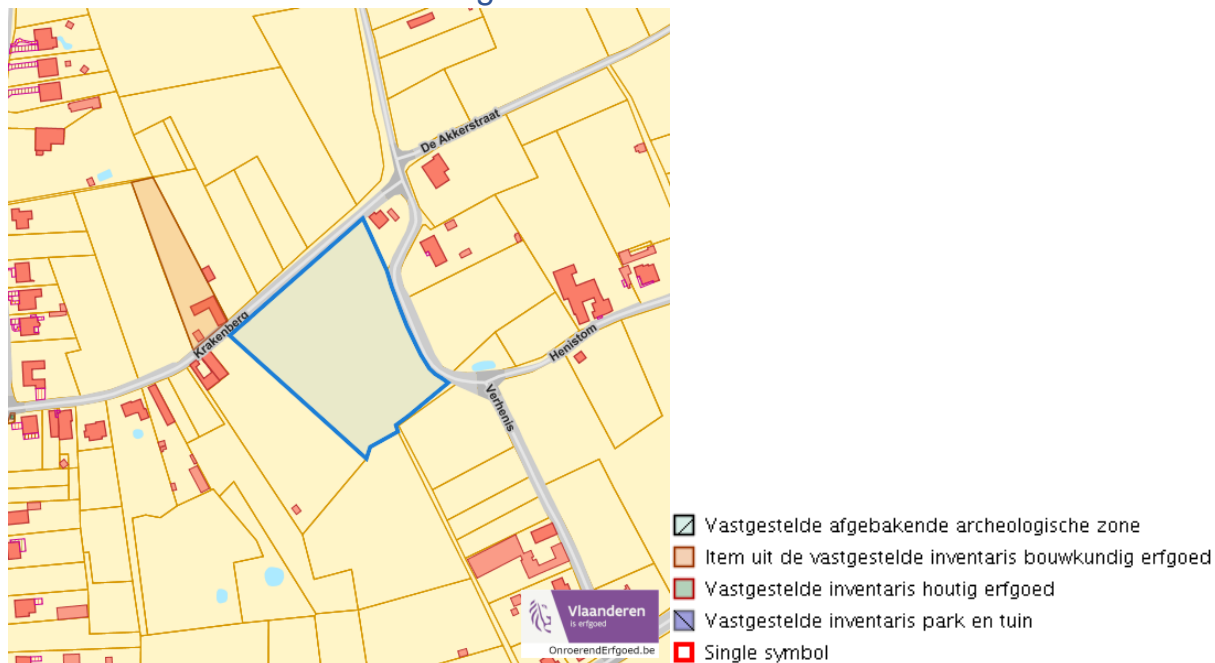 De Akkerstraat
Krakenberg
Henistom
Verhenis
Vlaanderen
is erfgoed
OnroerendErfgoed.be
Vastgestelde afgebakende archeologische zone
Item uit de vastgestelde inventaris bouwkundig erfgoed
Vastgestelde inventaris houtig erfgoed
Vastgestelde inventaris park en tuin
Single symbol